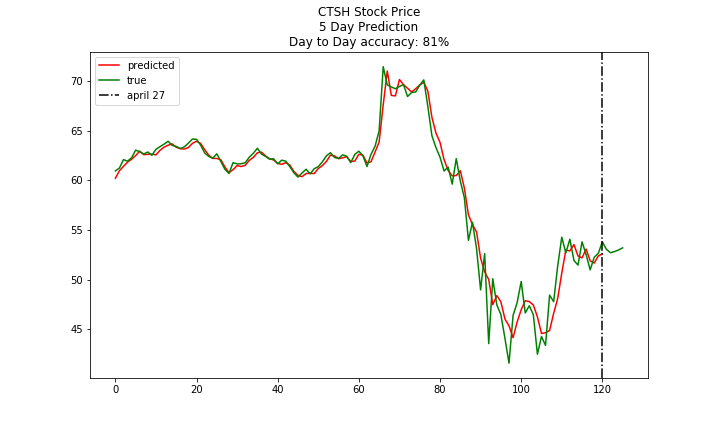 CTSH Stock Price
5 Day Prediction
Day to Day accuracy: 81%
predicted
true
april 27
70
65
60
55
50
45
0
20
40
60
80
100
120